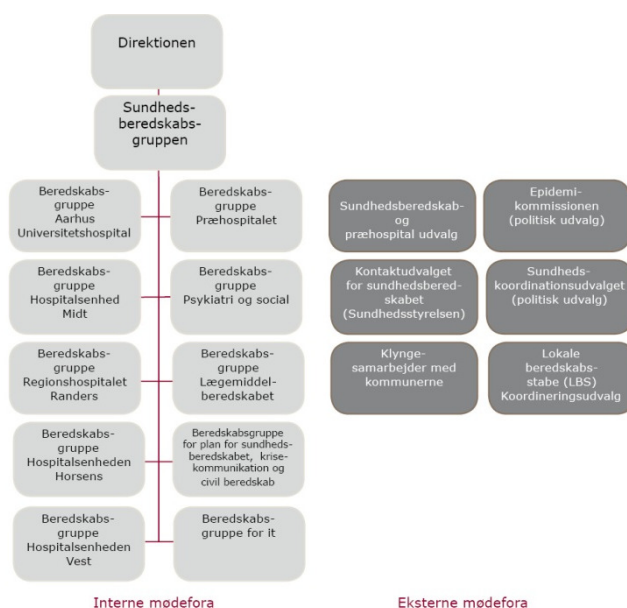 Direktionen
Sundheds-
beredskabs-
gruppen
Beredskabs-
gruppe
Aarhus
Universitetshospital
Beredskabs-
gruppe
Præhospitalet
Beredskabs-
gruppe
Hospitalsenhed
Midt
Beredskabs-
gruppe
Psykiatri og social
Beredskabs-
gruppe
Regionshospitalet
Randers
Beredskabs-
gruppe
Lægemiddel-
beredskabet
Beredskabs-
gruppe
Hospitalsenheden
Horsens
Beredskabsgruppe
for plan for sundheds-
beredskabet, krise-
kommunikation og
civil beredskab
Beredskabs-
gruppe
Hospitalsenheden
Vest
Beredskabs-
gruppe for it
Interne mødefora
Sundhedsberedskab-
og
præhospital udvalg
Epidemi-
kommissionen
(politisk udvalg)
Kontaktudvalget
for sundhedsbered-
skabet
(Sundhedsstyrelsen)
Sundheds-
koordinationsudvalget
(politisk udvalg)
Klynge-
samarbejder med
kommunerne
Lokale
beredskabs-
stabe (LBS)
Koordineringsudvalg
Eksterne mødefora